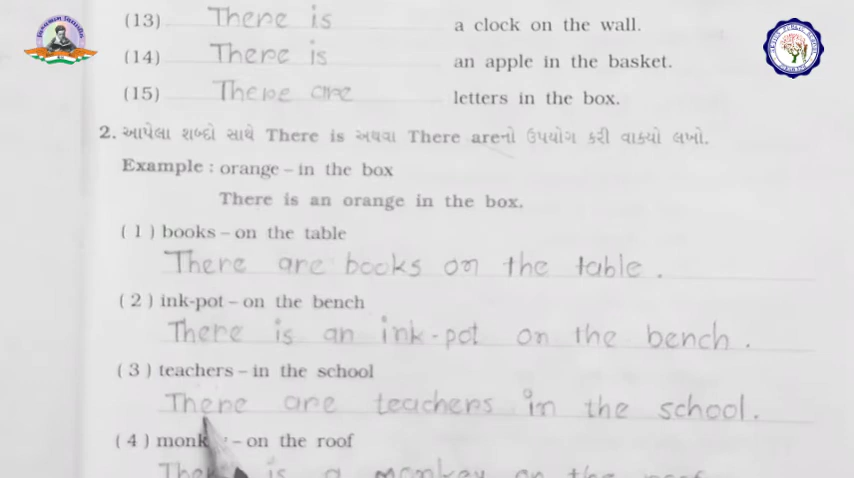 (13) There is a clock on the wall.
(14) There is an apple in the basket.
(15) There are letters in the box.
2. આપેલા શબ્દો સાથે There is અથવા There areનો ઉપયોગ કરી વાક્યો લખો.
Example : orange – in the box
There is an orange in the box.
( 1 ) books – on the table
There are books on the table .
( 2 ) ink-pot – on the bench
There is an ink-pot on the bench .
( 3 ) teachers – in the school
There are teachers in the school.
( 4 ) – on the roof
is a monkey on the